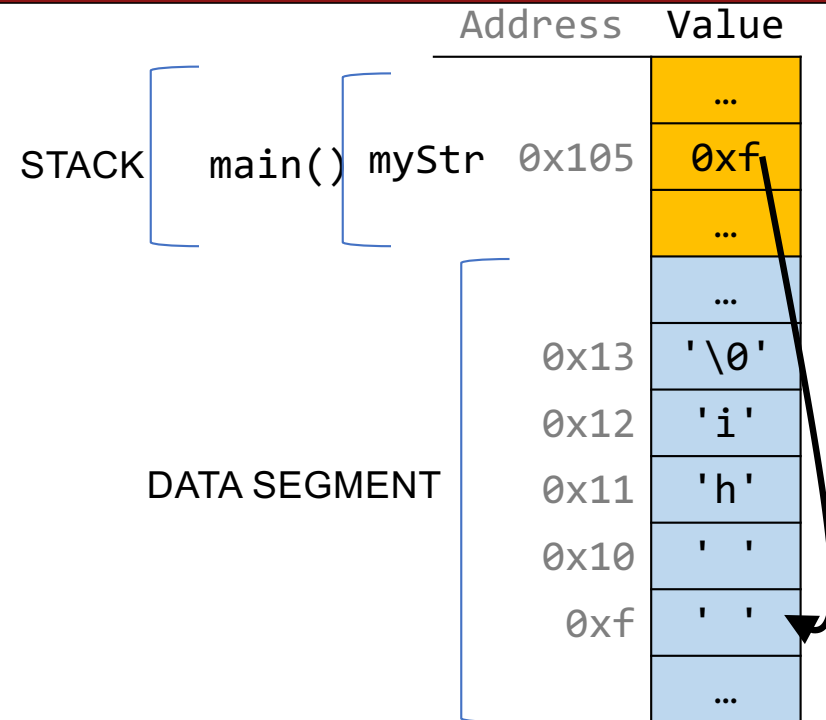 Address Value
…
STACK main() myStr 0x105 0xf
…
…
0x13 '\0'
0x12 'i'
DATA SEGMENT 0x11 'h'
0x10 ' '
0xf ' '
…